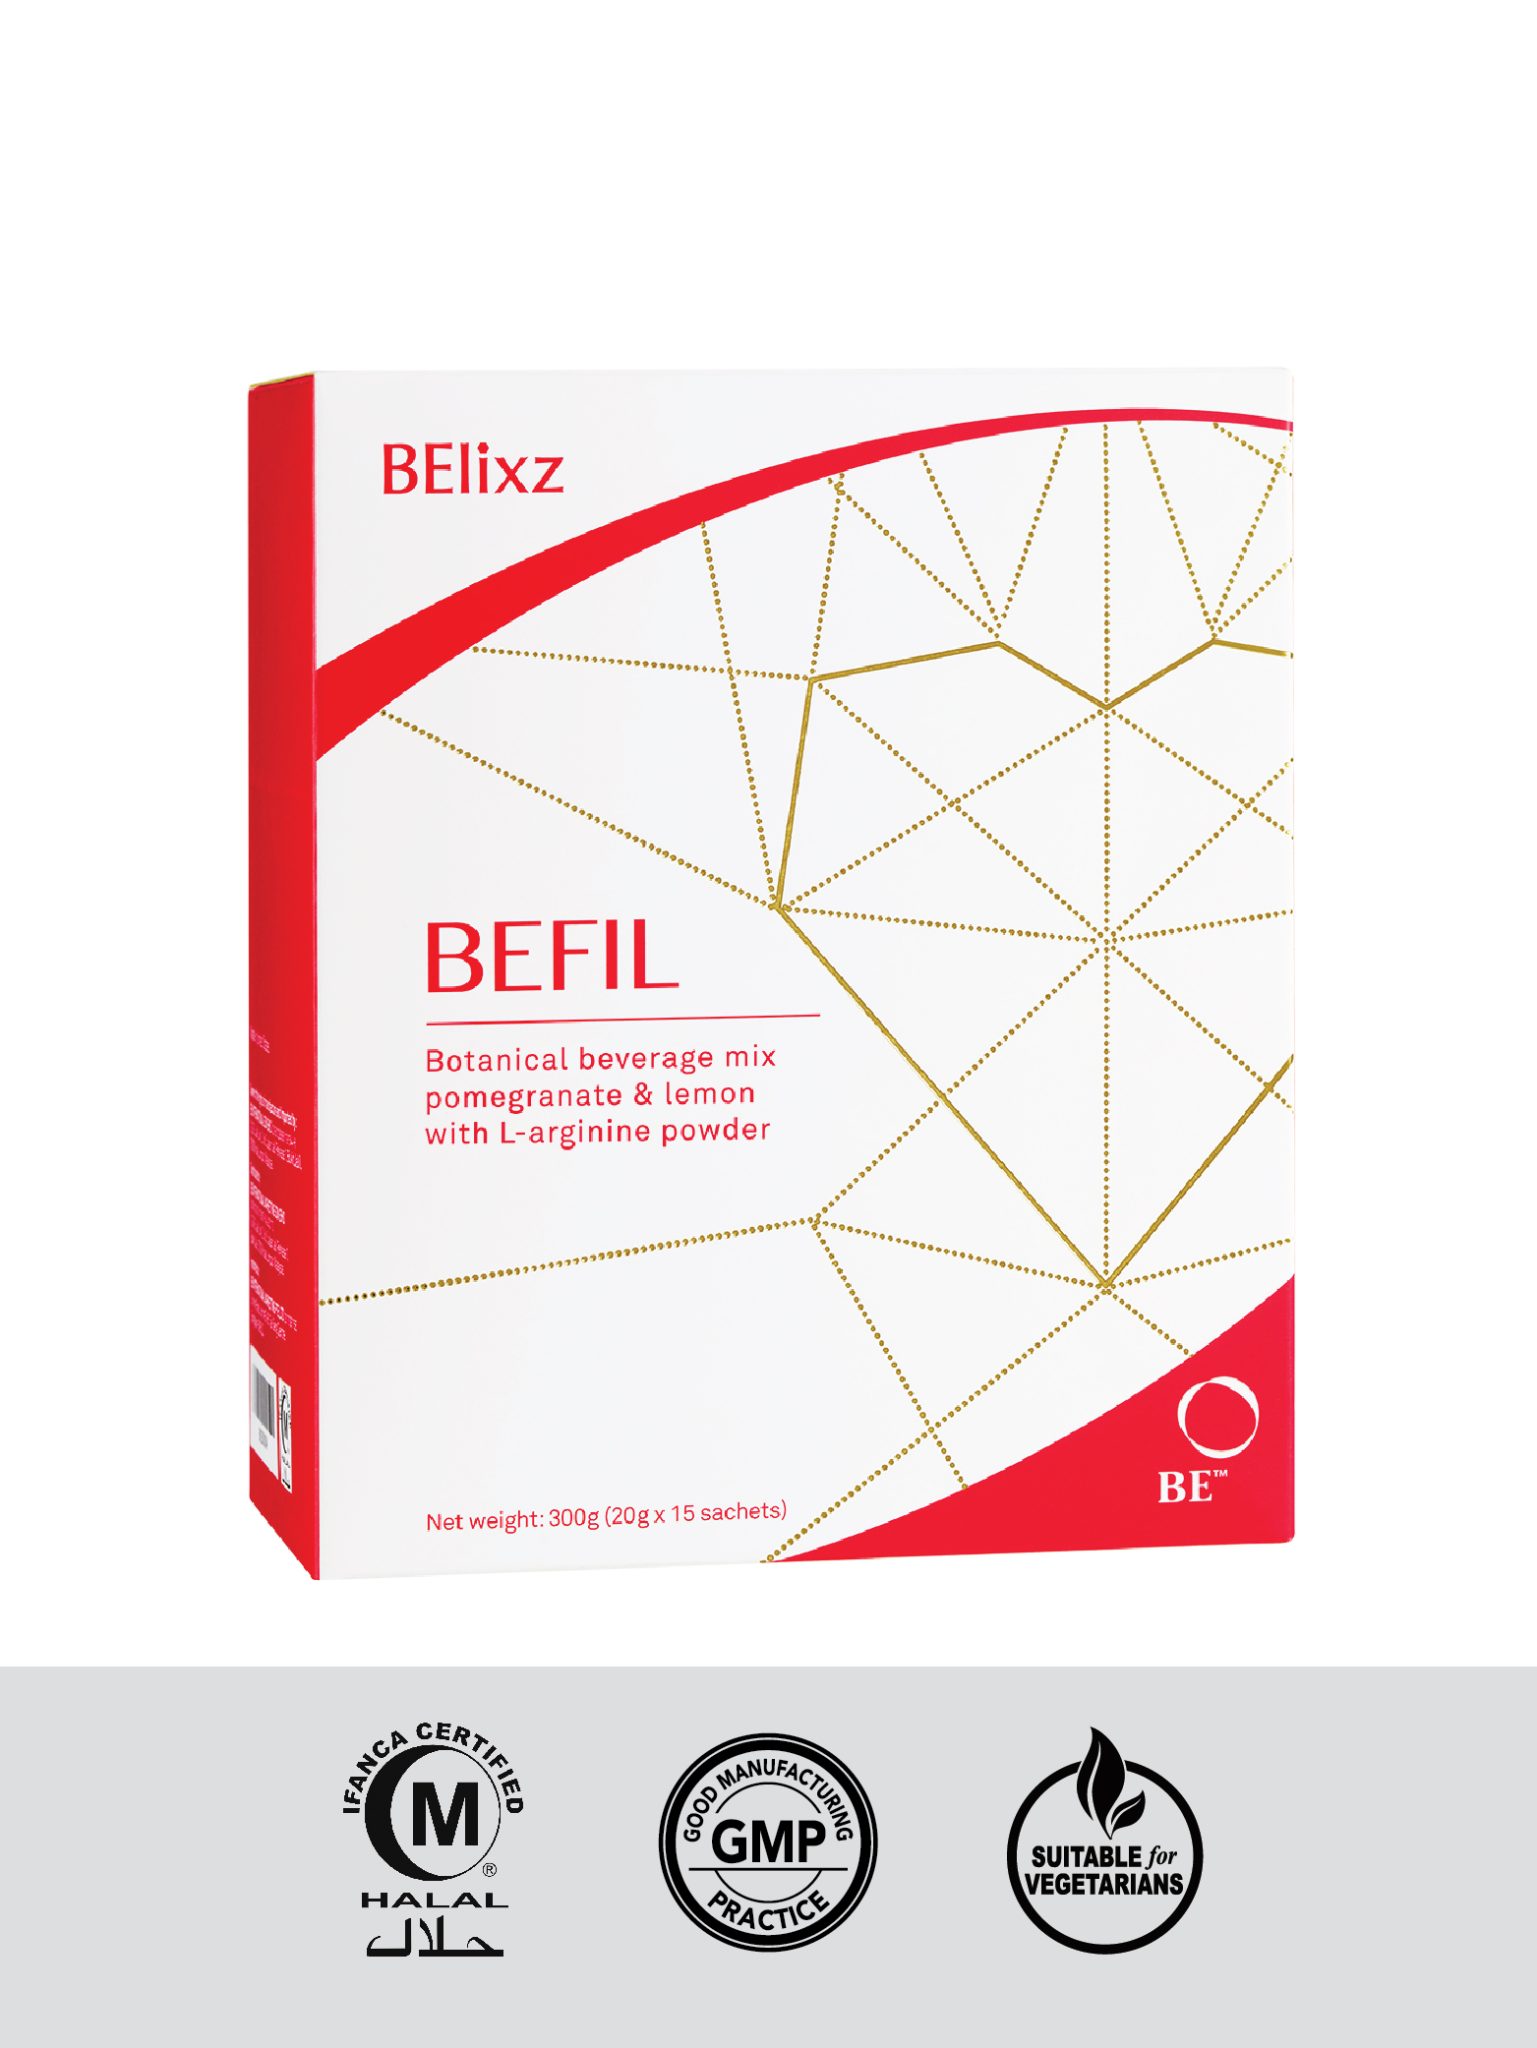 BElixz
BEFIL
Botanical beverage mix
pomegranate & lemon
with L-arginine powder
Net weight: 300g (20g x 15 sachets)
BE™
IFANCA CERTIFIED
M
®
HALAL
حلال
GOOD MANUFACTURING
GMP
PRACTICE
SUITABLE for
VEGETARIANS